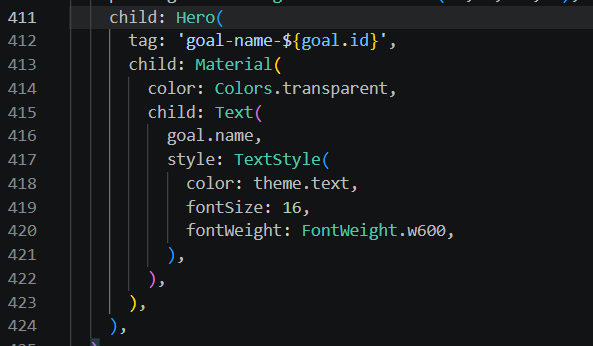 411 child: Hero(
412 tag: 'goal-name-${goal.id}',
413 child: Material(
414 color: Colors.transparent,
415 child: Text(
416 goal.name,
417 style: TextStyle(
418 color: theme.text,
419 fontSize: 16,
420 fontWeight: FontWeight.w600,
421 ),
422 ),
423 ),
424 ),